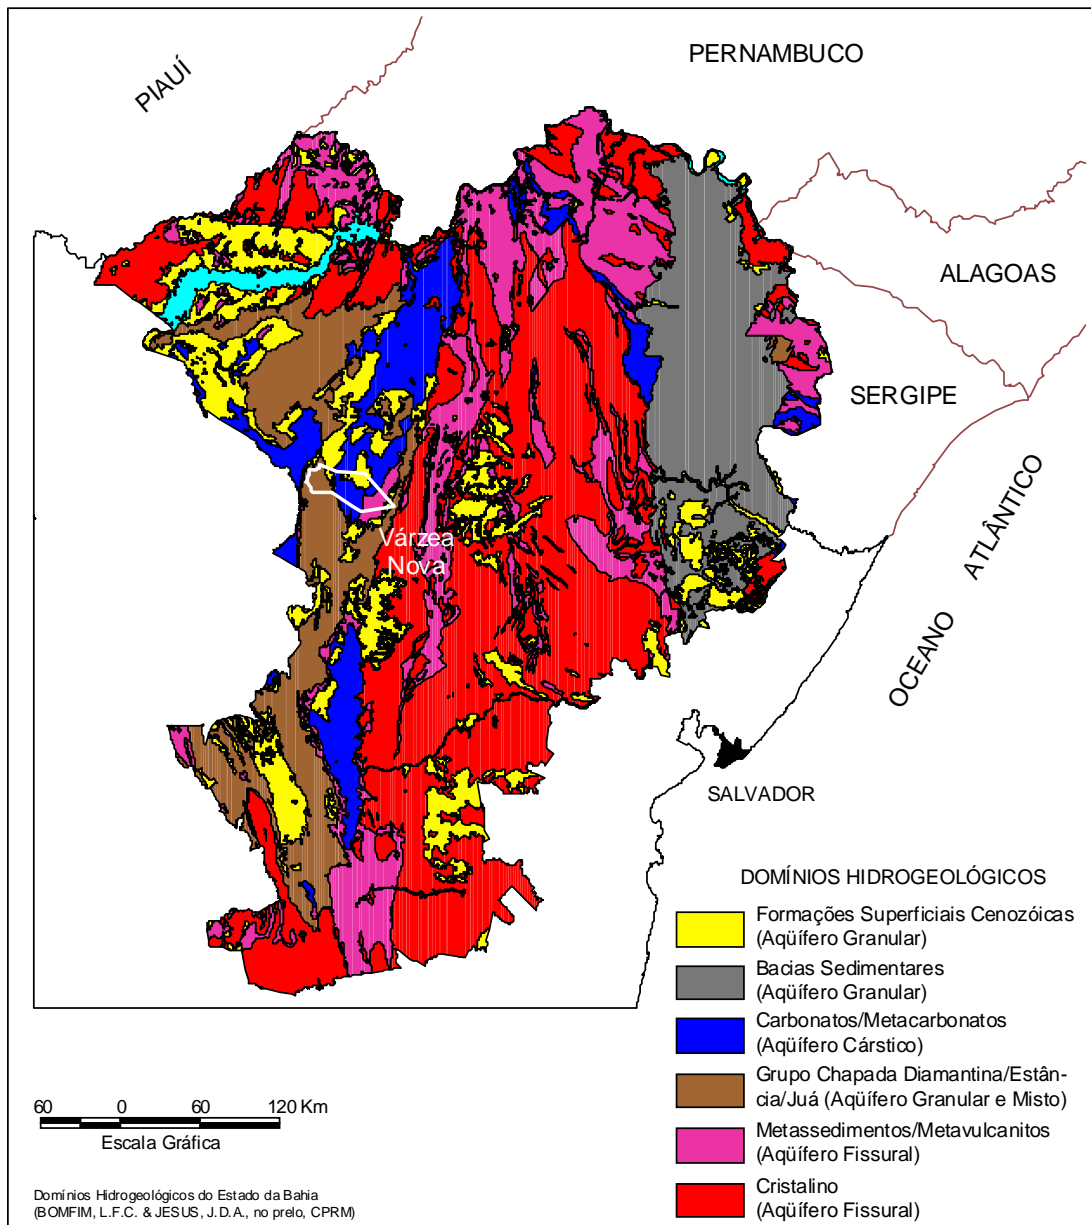 PERNAMBUCO
PIAUÍ
ALAGOAS
SERGIPE
OCEANO ATLÂNTICO
Várzea
Nova
SALVADOR
DOMÍNIOS HIDROGEOLÓGICOS
Formações Superficiais Cenozóicas
(Aqüífero Granular)
Bacias Sedimentares
(Aqüífero Granular)
Carbonatos/Metacarbonatos
(Aqüífero Cárstico)
Grupo Chapada Diamantina/Estân-
cia/Juá (Aqüífero Granular e Misto)
Metassedimentos/Metavulcanitos
(Aqüífero Fissural)
Cristalino
(Aqüífero Fissural)
60 0 60 120 Km
Escala Gráfica
Domínios Hidrogeológicos do Estado da Bahia
(BOMFIM, L.F.C. & JESUS, J.D.A., no prelo, CPRM)